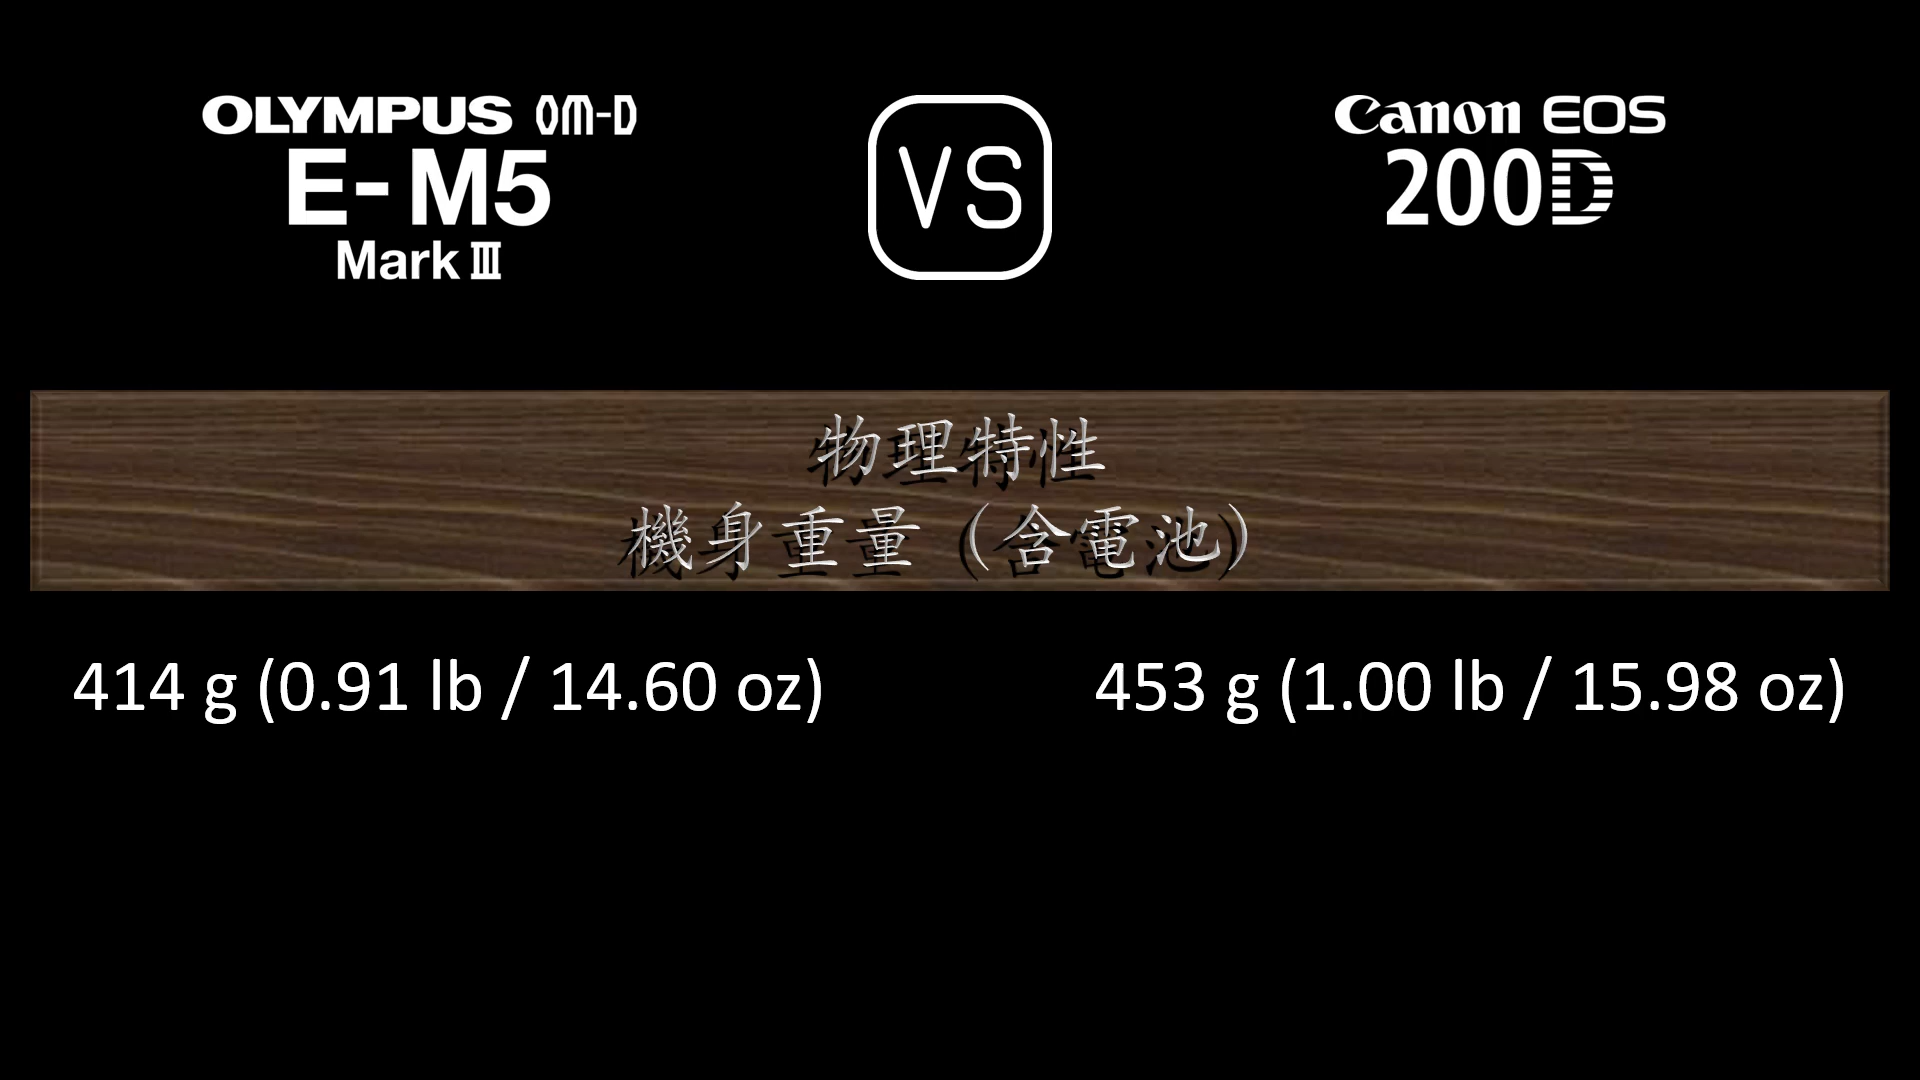 OLYMPUS OM-D
E-M5
Mark III
VS
Canon EOS
200D
物理特性
機身重量（含電池）
414 g (0.91 lb / 14.60 oz)
453 g (1.00 lb / 15.98 oz)